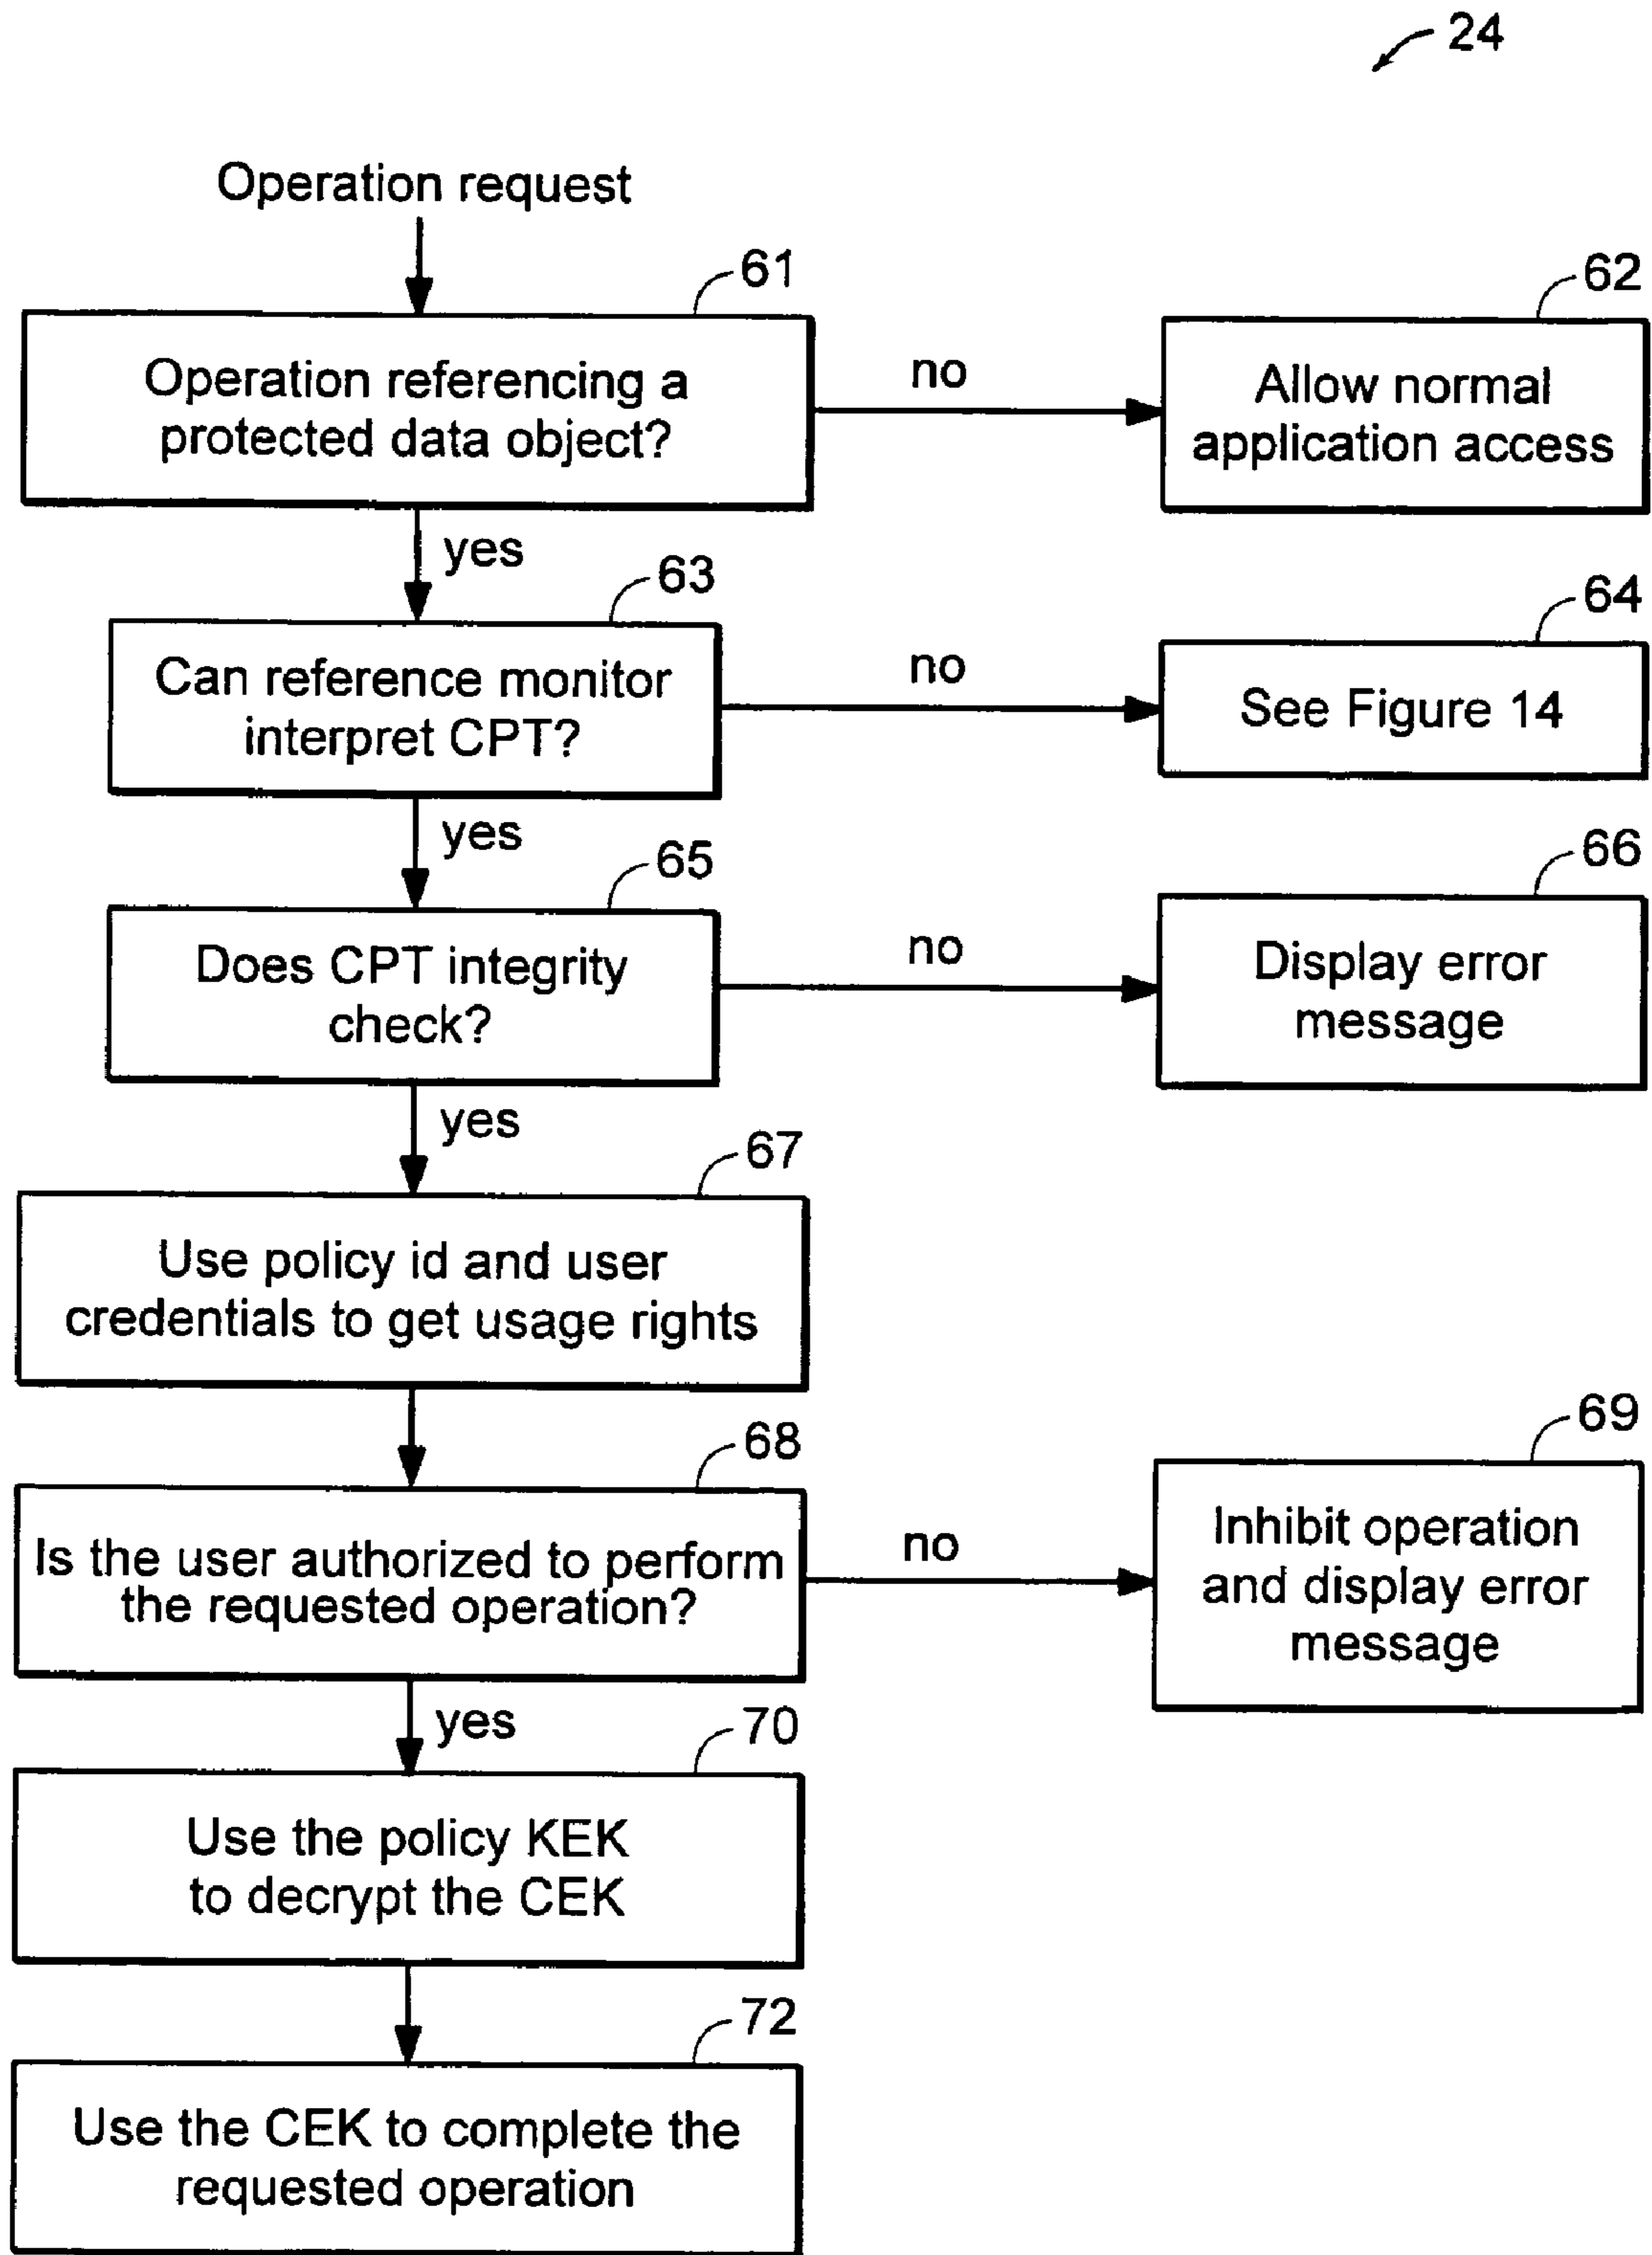 24
Operation request
61
Operation referencing a
protected data object?
no
62
Allow normal
application access
yes
63
Can reference monitor
interpret CPT?
no
64
See Figure 14
yes
65
Does CPT integrity
check?
no
66
Display error
message
yes
67
Use policy id and user
credentials to get usage rights
68
Is the user authorized to perform
the requested operation?
no
69
Inhibit operation
and display error
message
yes
70
Use the policy KEK
to decrypt the CEK
72
Use the CEK to complete the
requested operation